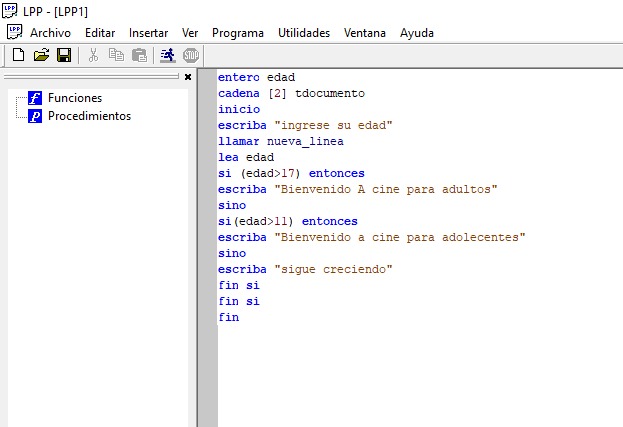 LPP - [LPP1]
Archivo Editar Insertar Ver Programa Utilidades Ventana Ayuda
Funciones
Procedimientos
entero edad
cadena [2] tdocumento
inicio
escriba "ingrese su edad"
llamar nueva_linea
lea edad
si (edad>17) entonces
escriba "Bienvenido A cine para adultos"
sino
si(edad>11) entonces
escriba "Bienvenido a cine para adolecentes"
sino
escriba "sigue creciendo"
fin si
fin si
fin